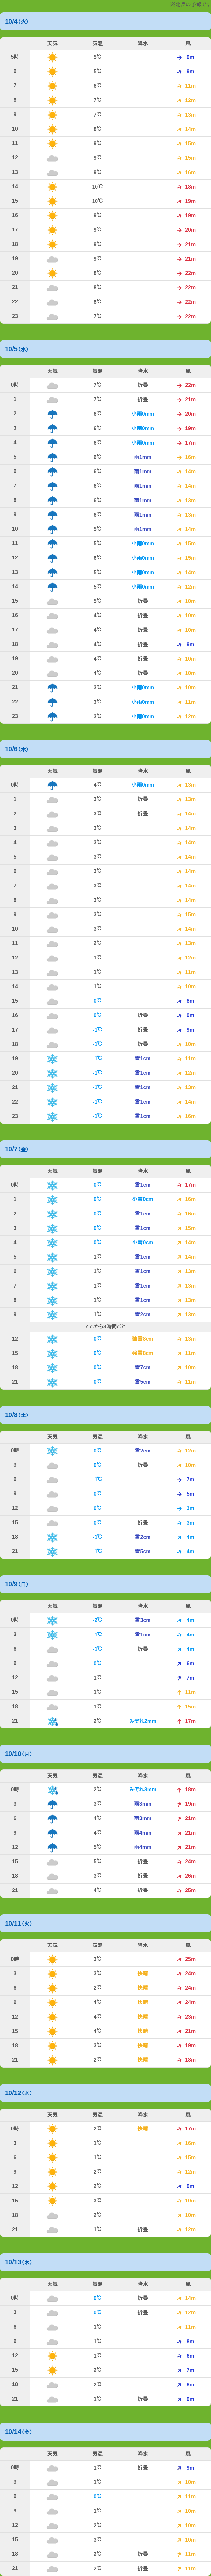 10/4(火)
天気 気温 降水 風
5時 5℃ 9m
6 5℃ 9m
7 6℃ 11m
8 7℃ 12m
9 7℃ 13m
10 8℃ 14m
11 9℃ 15m
12 9℃ 15m
13 9℃ 16m
14 10℃ 18m
15 10℃ 19m
16 9℃ 19m
17 9℃ 20m
18 9℃ 21m
19 9℃ 21m
20 8℃ 22m
21 8℃ 22m
22 8℃ 22m
23 7℃ 22m
10/5(水)
天気 気温 降水 風
0時 7℃ 折畳 22m
1 7℃ 折畳 21m
2 6℃ 小雨0mm 20m
3 6℃ 小雨0mm 19m
4 6℃ 小雨0mm 17m
5 6℃ 雨1mm 16m
6 6℃ 雨1mm 14m
7 6℃ 雨1mm 14m
8 6℃ 雨1mm 13m
9 6℃ 雨1mm 13m
10 5℃ 雨1mm 14m
11 5℃ 小雨0mm 15m
12 6℃ 小雨0mm 15m
13 5℃ 小雨0mm 14m
14 5℃ 小雨0mm 12m
15 5℃ 折畳 10m
16 4℃ 折畳 10m
17 4℃ 折畳 10m
18 4℃ 折畳 9m
19 4℃ 折畳 10m
20 4℃ 折畳 10m
21 3℃ 小雨0mm 10m
22 3℃ 小雨0mm 11m
23 3℃ 小雨0mm 12m
10/6(木)
天気 気温 降水 風
0時 4℃ 小雨0mm 12m
1 3℃ 折畳 13m
2 3℃ 折畳 14m
3 3℃ 14m
4 3℃ 14m
5 3℃ 14m
6 3℃ 14m
7 3℃ 14m
8 3℃ 14m
9 3℃ 15m
10 3℃ 14m
11 2℃ 13m
12 1℃ 12m
13 1℃ 11m
14 1℃ 10m
15 0℃ 8m
16 0℃ 折畳 9m
17 -1℃ 折畳 9m
18 -1℃ 折畳 10m
19 -1℃ 雪1cm 11m
20 -1℃ 雪1cm 12m
21 -1℃ 雪1cm 13m
22 -1℃ 雪1cm 14m
23 -1℃ 雪1cm 16m
10/7(金)
天気 気温 降水 風
0時 0℃ 雪1cm 17m
1 0℃ 小雪0cm 16m
2 0℃ 雪1cm 16m
3 0℃ 雪1cm 15m
4 0℃ 小雪0cm 14m
5 1℃ 雪1cm 14m
6 1℃ 雪1cm 13m
7 1℃ 雪1cm 13m
8 1℃ 雪1cm 13m
9 1℃ 雪2cm 13m
ここから3時間ごと
12 0℃ 13m
15 0℃ 11m
18 0℃ 雪7cm 10m
21 0℃ 雪5cm 11m
10/8(土)
天気 気温 降水 風
0時 0℃ 雪2cm 12m
3 0℃ 折畳 10m
6 -1℃ 7m
9 0℃ 5m
12 0℃ 3m
15 0℃ 折畳 3m
18 -1℃ 雪2cm 4m
21 -1℃ 雪5cm 4m
10/9(日)
天気 気温 降水 風
0時 -2℃ 雪3cm 4m
3 -1℃ 雪1cm 4m
6 -1℃ 折畳 4m
9 0℃ 6m
12 1℃ 7m
15 1℃ 11m
18 1℃ 15m
21 2℃ みぞれ2mm 17m
10/10(月)
天気 気温 降水 風
0時 2℃ みぞれ3mm 18m
3 3℃ 雨3mm 19m
6 4℃ 雨3mm 21m
9 4℃ 雨4mm 21m
12 5℃ 雨4mm 21m
15 5℃ 折畳 24m
18 3℃ 折畳 26m
21 4℃ 折畳 25m
10/11(火)
天気 気温 降水 風
0時 3℃ 25m
3 3℃ 快晴 24m
6 2℃ 快晴 24m
9 4℃ 快晴 24m
12 4℃ 快晴 23m
15 4℃ 快晴 21m
18 3℃ 快晴 19m
21 2℃ 快晴 18m
10/12(水)
天気 気温 降水 風
0時 2℃ 快晴 17m
3 1℃ 16m
6 1℃ 15m
9 2℃ 12m
12 2℃ 9m
15 3℃ 10m
18 2℃ 10m
21 1℃ 折畳 12m
10/13(木)
天気 気温 降水 風
0時 0℃ 折畳 14m
3 0℃ 折畳 12m
6 1℃ 11m
9 1℃ 8m
12 1℃ 6m
15 2℃ 7m
18 2℃ 8m
21 1℃ 折畳 9m
10/14(金)
天気 気温 降水 風
0時 1℃ 折畳 9m
3 1℃ 10m
6 0℃ 11m
9 1℃ 10m
12 2℃ 10m
15 3℃ 10m
18 2℃ 折畳 11m
21 2℃ 折畳 11m